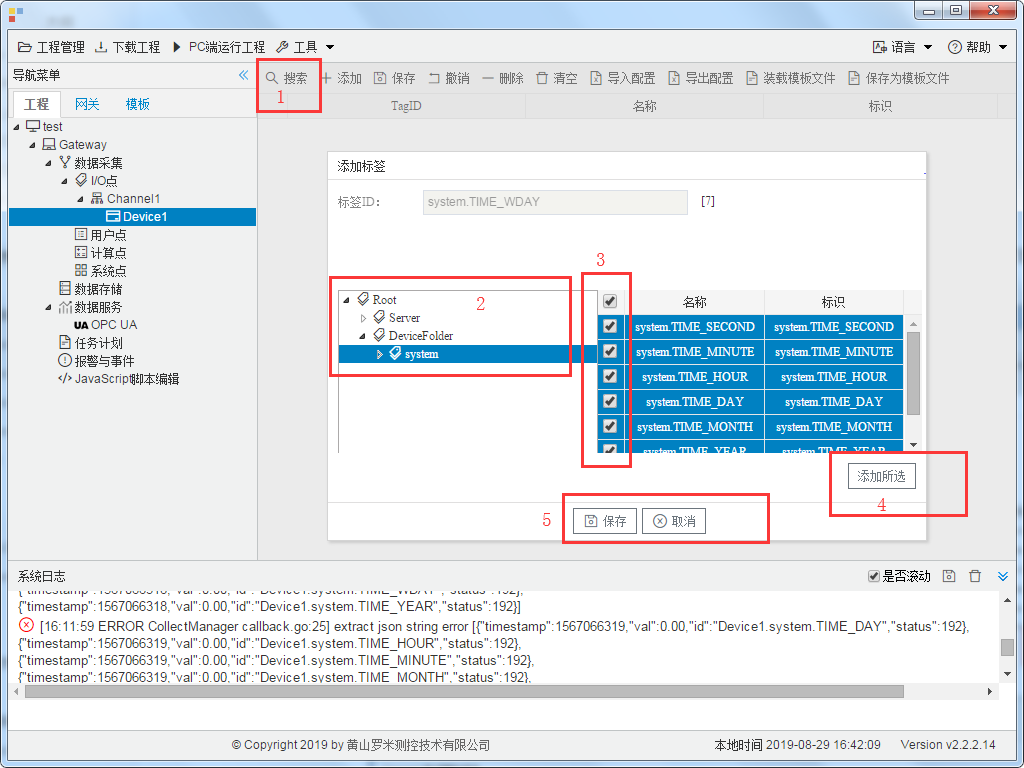 工程管理 下载工程 PC端运行工程 工具 语言 帮助
导航菜单
搜索 添加 保存 撤销 删除 清空 导入配置 导出配置 装载模板文件 保存为模板文件
1
工程 网关 模板
TagID 名称 标识
test
Gateway
数据采集
I/O点
Channel1
Device1
用户点
计算点
系统点
数据存储
数据服务
UA OPC UA
任务计划
报警与事件
JavaScript脚本编辑
添加标签
标签ID: system.TIME_WDAY [7]
2
3
Root
Server
DeviceFolder
system
名称 标识
system.TIME_SECOND system.TIME_SECOND
system.TIME_MINUTE system.TIME_MINUTE
system.TIME_HOUR system.TIME_HOUR
system.TIME_DAY system.TIME_DAY
system.TIME_MONTH system.TIME_MONTH
system.TIME_YEAR system.TIME_YEAR
添加所选
4
5 保存 取消
系统日志 是否滚动
{"timestamp":1567066318,"val":0.00,"id":"Device1.system.TIME_WDAY","status":192},
{"timestamp":1567066318,"val":0.00,"id":"Device1.system.TIME_YEAR","status":192}]
[16:11:59 ERROR CollectManager callback.go:25] extract json string error [{"timestamp":1567066319,"val":0.00,"id":"Device1.system.TIME_DAY","status":192},
{"timestamp":1567066319,"val":0.00,"id":"Device1.system.TIME_HOUR","status":192},
{"timestamp":1567066319,"val":0.00,"id":"Device1.system.TIME_MINUTE","status":192},
{"timestamp":1567066319,"val":0.00,"id":"Device1.system.TIME_MONTH","status":192},
© Copyright 2019 by 黄山罗米测控技术有限公司 本地时间 2019-08-29 16:42:09 Version v2.2.2.14